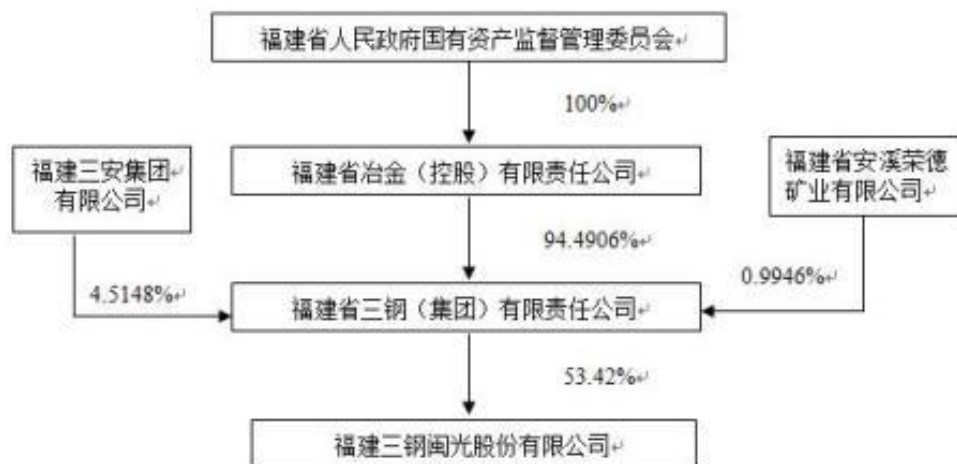 福建省人民政府国有资产监督管理委员会
100%
福建三安集团
有限公司
福建省冶金（控股）有限责任公司
福建省安溪荣德
矿业有限公司
94.4906%
4.5148%
0.9946%
福建省三钢（集团）有限责任公司
53.42%
福建三钢闽光股份有限公司